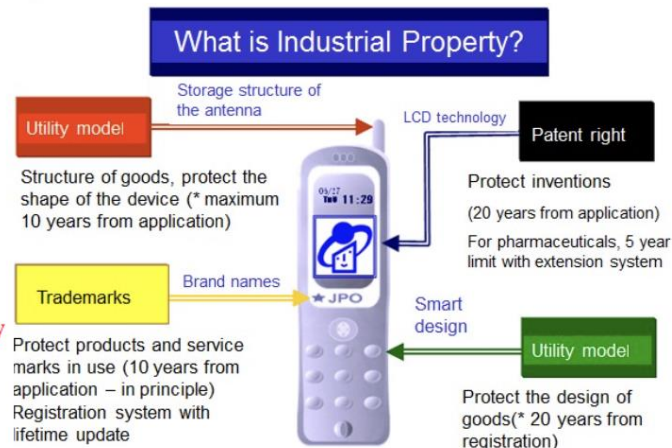 What is Industrial Property?
Storage structure of
the antenna
LCD technology
Utility model
Patent right
Structure of goods, protect the
shape of the device (* maximum
10 years from application)
Protect inventions
(20 years from application)
For pharmaceuticals, 5 year
limit with extension system
11:29
JPO
Trademarks
Brand names
Smart
design
Protect products and service
marks in use (10 years from
application – in principle)
Registration system with
lifetime update
Utility model
Protect the design of
goods(* 20 years from
registration)